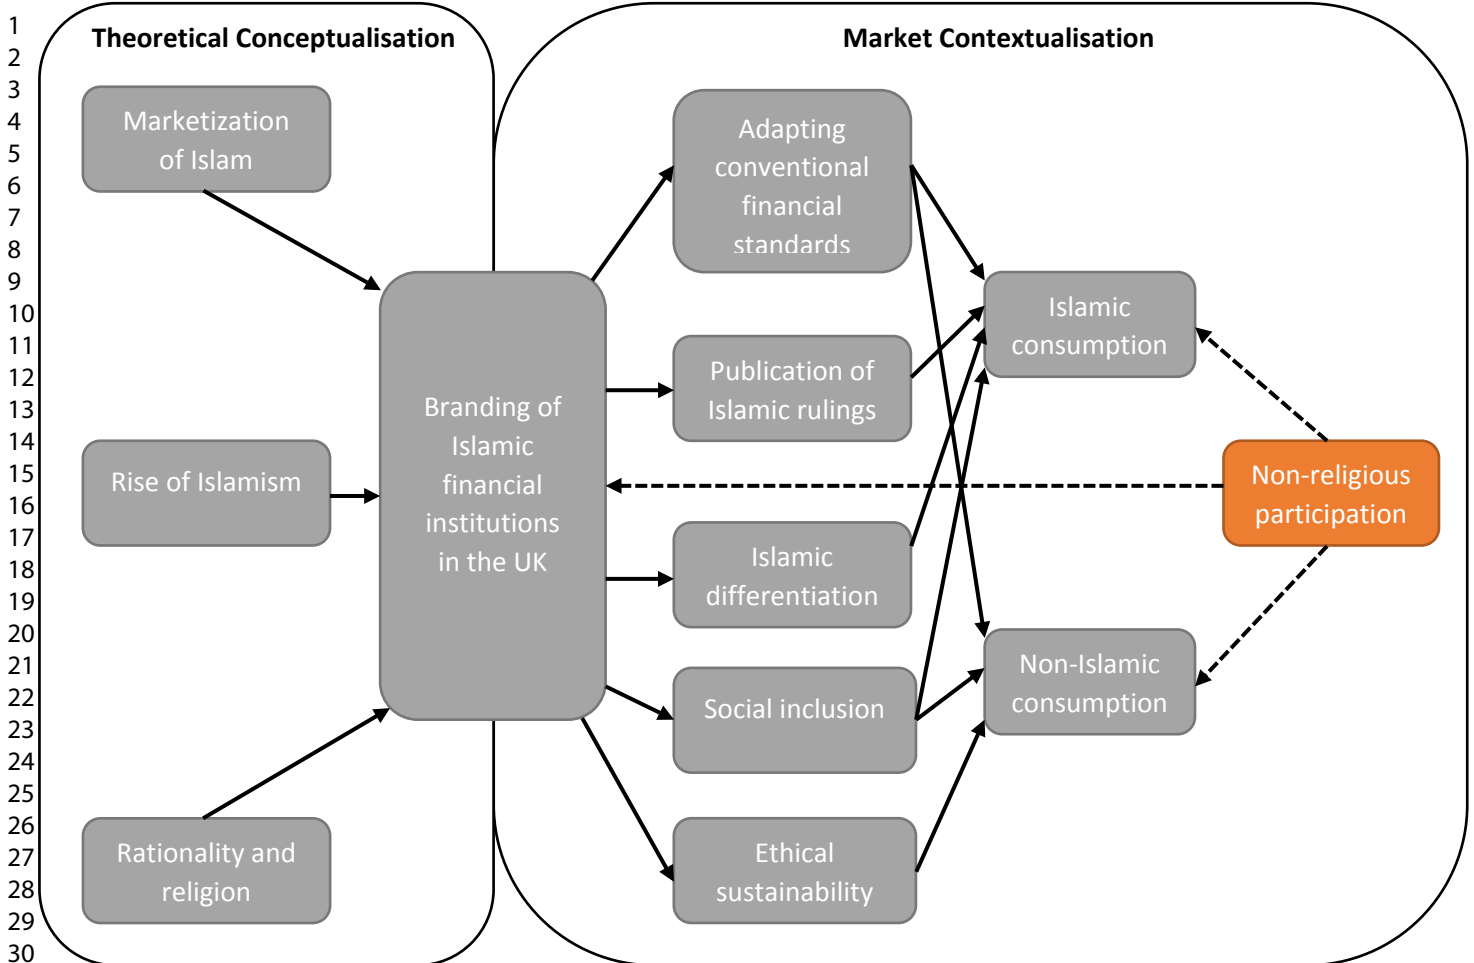 1
2
3
4
5
6
7
8
9
10
11
12
13
14
15
16
17
18
19
20
21
22
23
24
25
26
27
28
29
30
Theoretical Conceptualisation
Marketization
of Islam
Rise of Islamism
Rationality and
religion
Branding of
Islamic
financial
institutions
in the UK
Market Contextualisation
Adapting
conventional
financial
standards
Publication of
Islamic rulings
Islamic
differentiation
Social inclusion
Ethical
sustainability
Islamic
consumption
Non-Islamic
consumption
Non-religious
participation